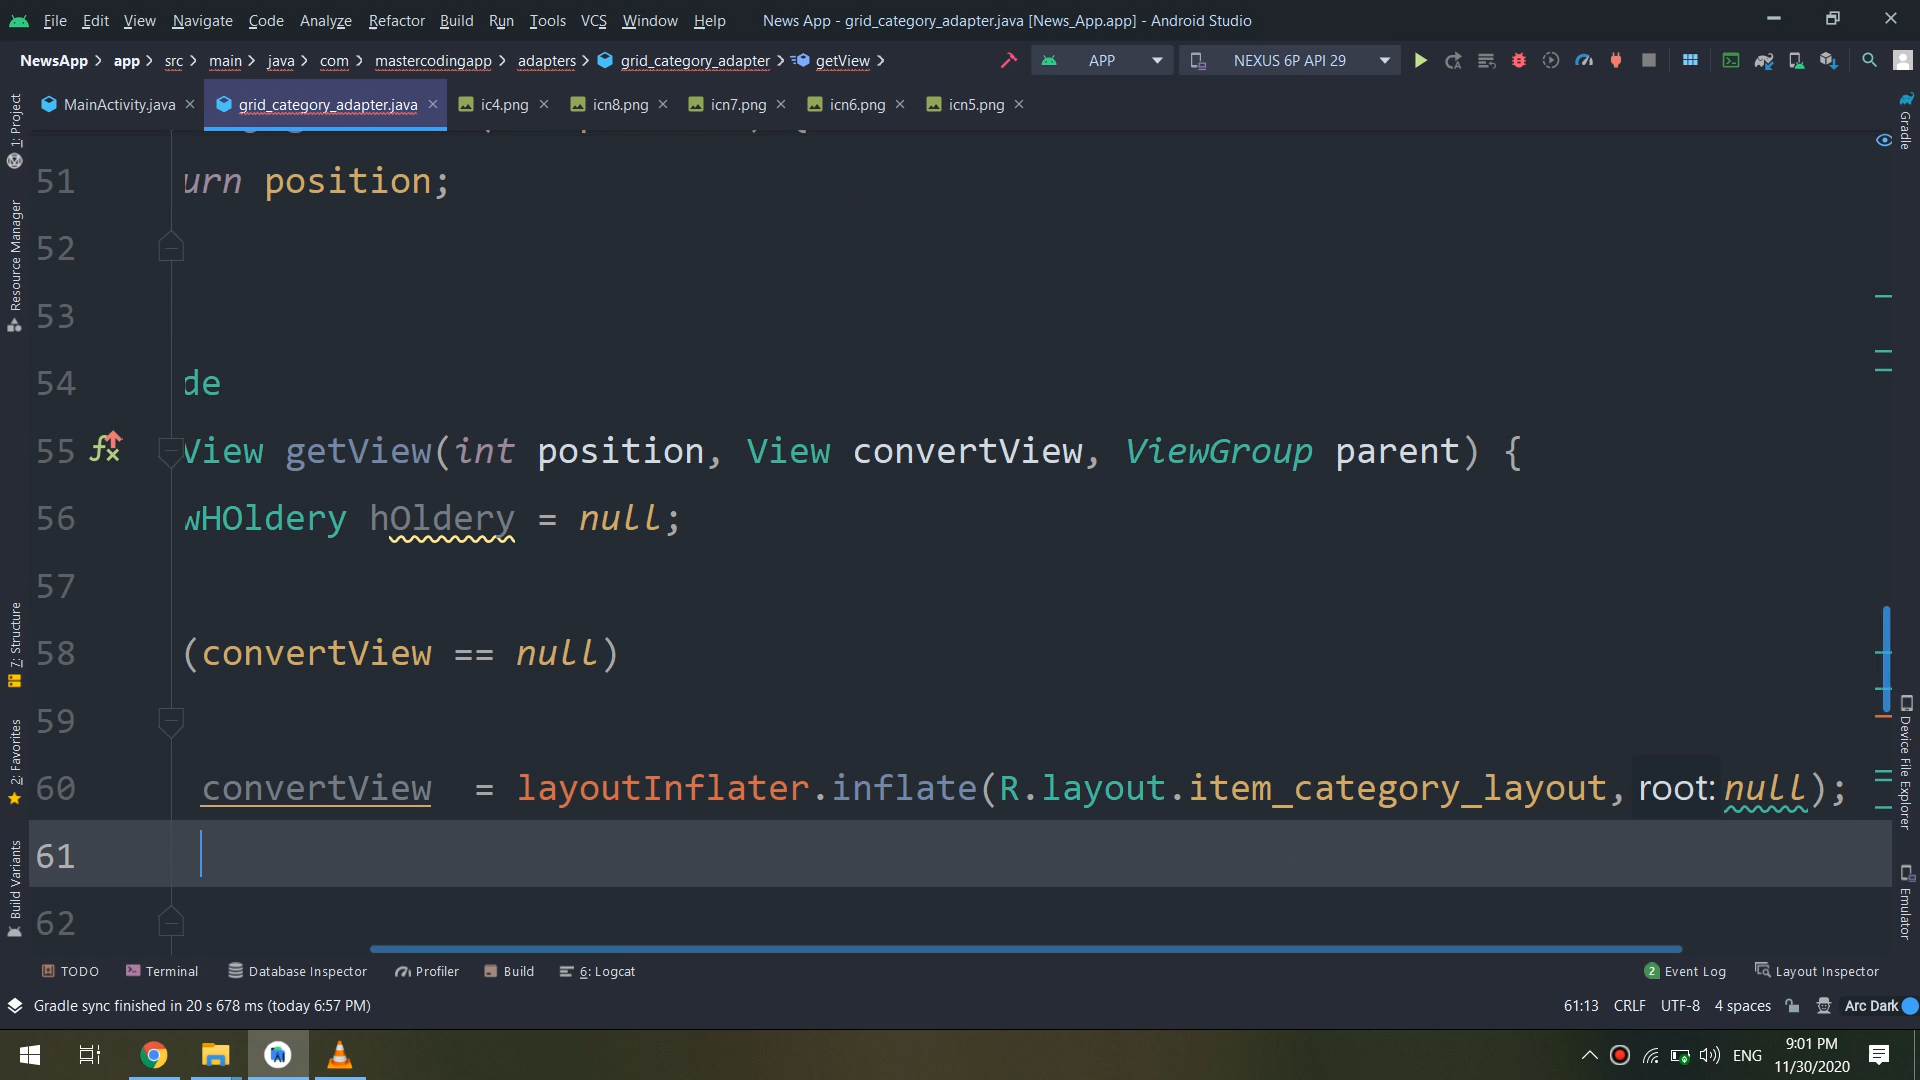 File Edit View Navigate Code Analyze Refactor Build Run Tools VCS Window Help News App - grid_category_adapter.java [News_App.app] - Android Studio
NewsApp app src main java com mastercodingapp adapters grid_category_adapter getView APP NEXUS 6P API 29
MainActivity.java grid_category_adapter.java ic4.png icn8.png icn7.png icn6.png icn5.png
51 urn position;
52
53
54 de
55 View getView(int position, View convertView, ViewGroup parent) {
56 wHOldery hOldery = null;
57
58 (convertView == null)
59
60 convertView = layoutInflater.inflate(R.layout.item_category_layout, root: null);
61
62
1: Project
Resource Manager
7: Structure
2: Favorites
Build Variants
Gradle
Device File Explorer
Emulator
TODO Terminal Database Inspector Profiler Build 6: Logcat 2 Event Log Layout Inspector
Gradle sync finished in 20 s 678 ms (today 6:57 PM) 61:13 CRLF UTF-8 4 spaces Arc Dark
ENG 9:01 PM
11/30/2020